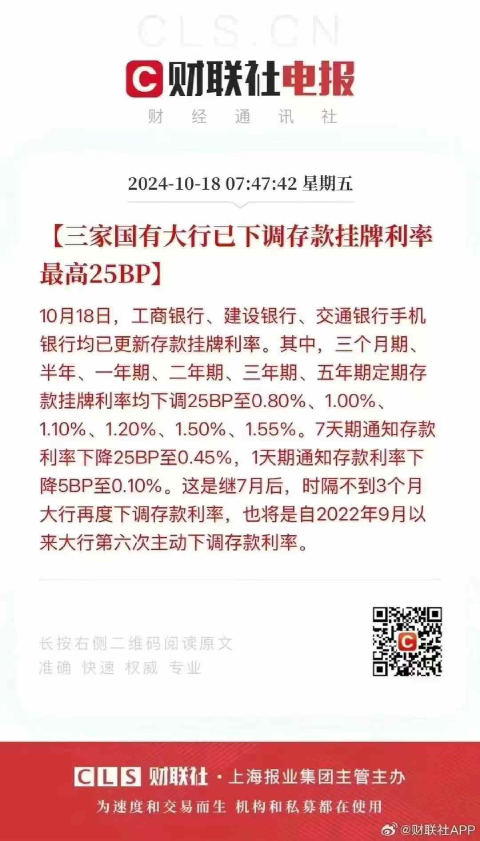 CLS.CN
财联社电报
财经通讯社
2024-10-18 07:47:42 星期五
【三家国有大行已下调存款挂牌利率
最高25BP】
10月18日，工商银行、建设银行、交通银行手机
银行均已更新存款挂牌利率。其中，三个月期、
半年、一年期、二年期、三年期、五年期定期存
款挂牌利率均下调25BP至0.80%、1.00%、
1.10%、1.20%、1.50%、1.55%。7天期通知存款
利率下降25BP至0.45%，1天期通知存款利率下
降5BP至0.10%。这是继7月后，时隔不到3个月
大行再度下调存款利率，也将是自2022年9月以
来大行第六次主动下调存款利率。
长按右侧二维码阅读原文
准确 快速 权威 专业
CLS 财联社·上海报业集团主管主办
为速度和交易而生 机构和私募都在使用
@财联社APP